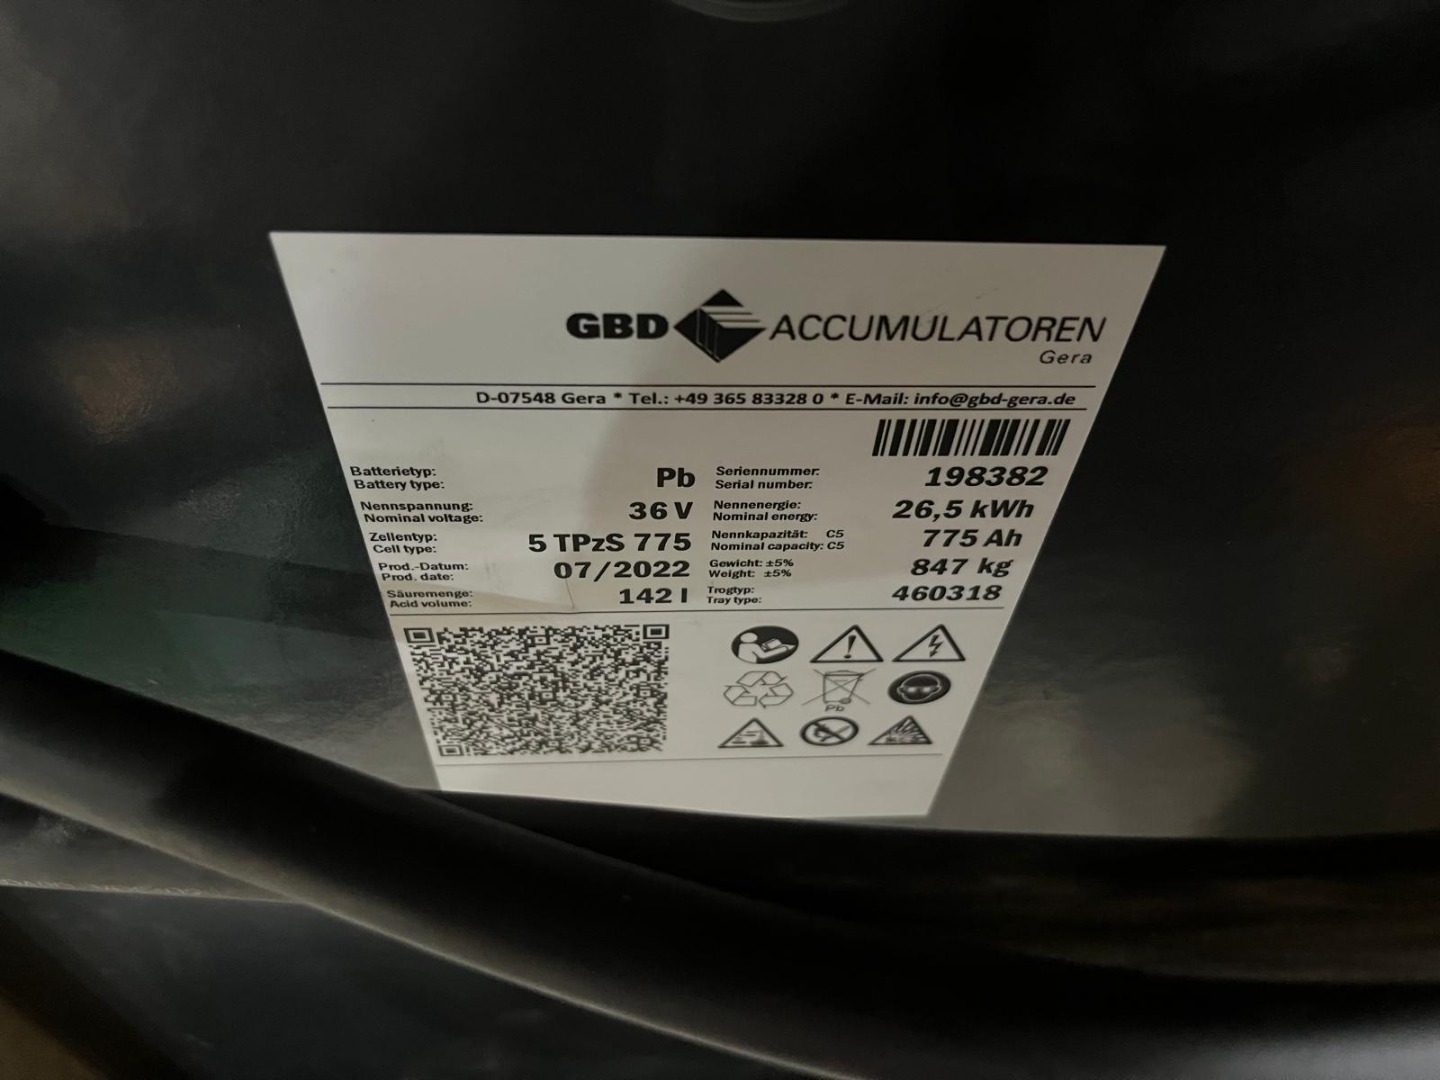 GBD ACCUMULATOREN
Gera
D-07548 Gera * Tel.: +49 365 83328 0 * E-Mail: info@gbd-gera.de
Batterietyp: Pb Seriennummer: 198382
Battery type: Serial number:
Nennspannung: 36 V Nennenergie: 26,5 kWh
Nominal voltage: Nominal energy:
Zellentyp: 5 TPzS 775 Nennkapazität: C5 775 Ah
Cell type: Nominal capacity: C5
Prod.-Datum: 07/2022 Gewicht: ±5% 847 kg
Prod. date: Weight: ±5%
Säuremenge: 142 l Trogtyp: 460318
Acid volume: Tray type:
Pb